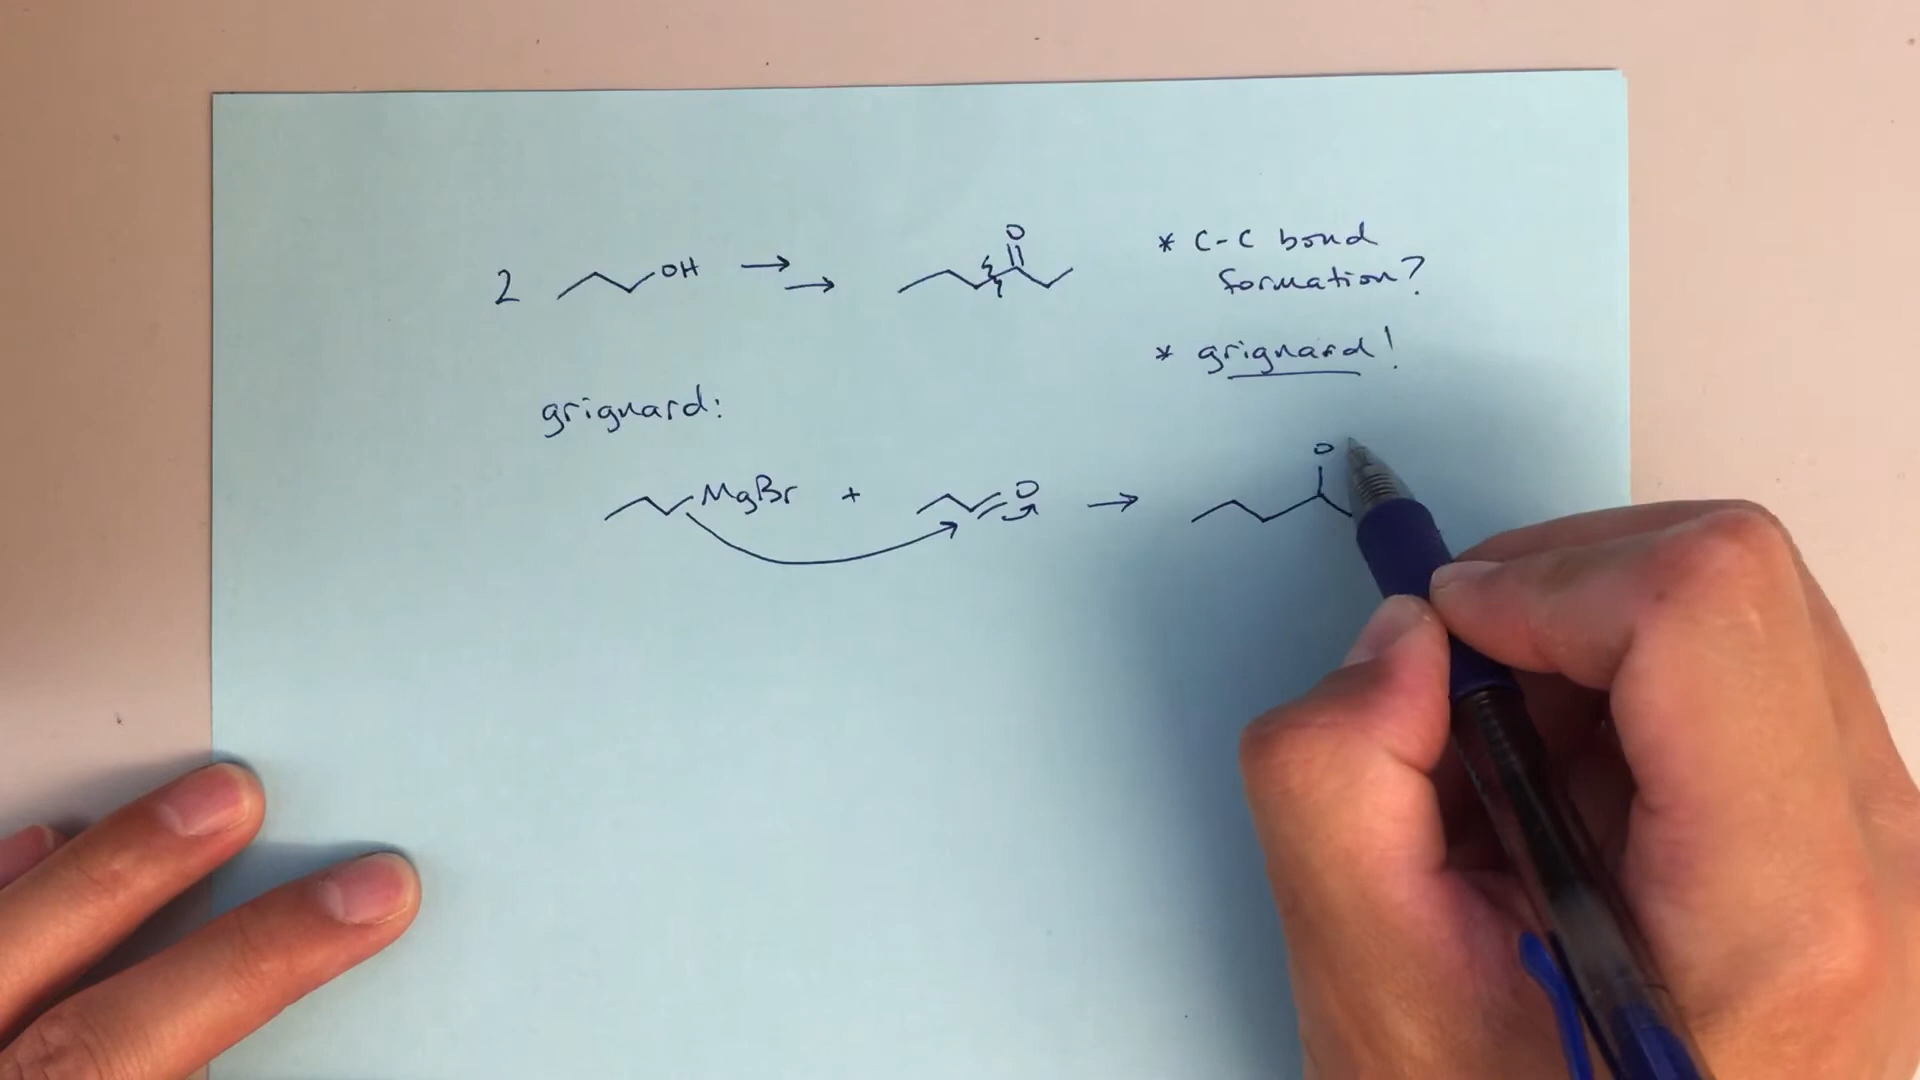 2 OH → → O * C-C bond
formation?
* grignard!
grignard:
MgBr + O → O